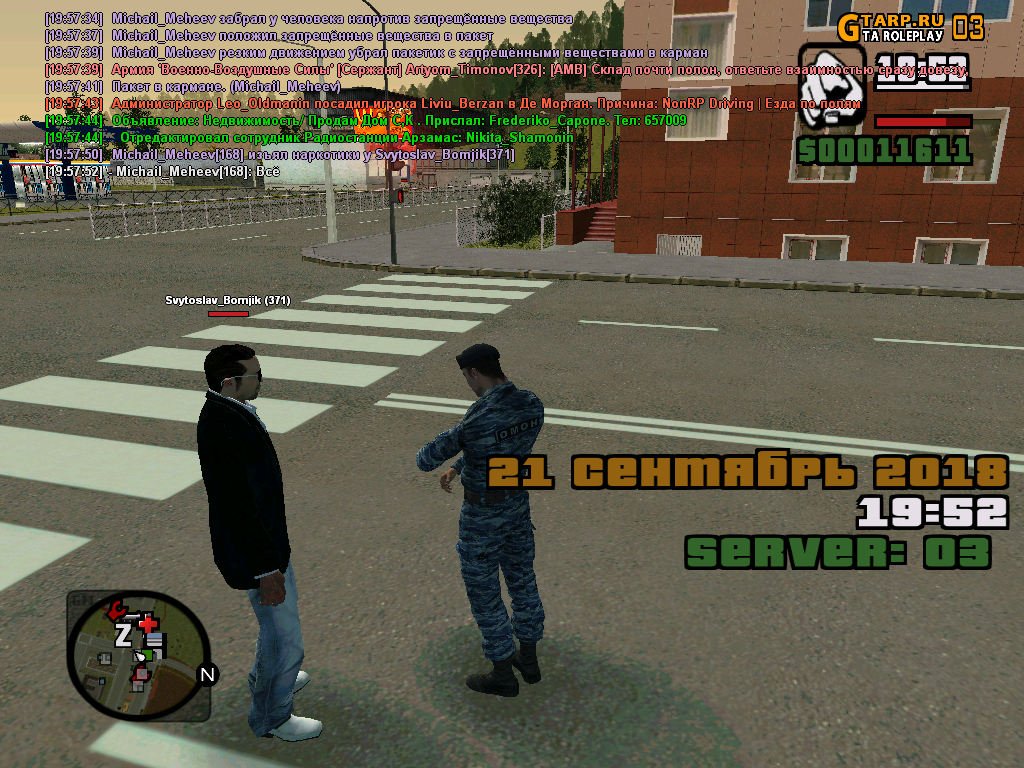 [19:57:34] Michail_Meheev забрал у человека напротив запрещённые вещества
[19:57:37] Michail_Meheev положил запрещённые вещества в пакет
[19:57:39] Michail_Meheev резким движением убрал пакетик с запрещёнными веществами в карман
[19:57:39] Армия 'Военно-Воздушные Силы' [Сержант] Artyom_Timonov[326]: [АМВ] Склад почти полон, ответьте взаимностью сразу довезу.
[19:57:41] Пакет в кармане. (Michail_Meheev)
[19:57:43] Администратор Leo_Oldmanin посадил игрока Liviu_Berzan в Де Морган. Причина: NonRP Driving | Езда по полям
[19:57:44] Объявление: Недвижимость/ Продам Дом С.К . Прислал: Frederiko_Capone. Тел: 657009
[19:57:44] Отредактировал сотрудник Радиостанции Арзамас: Nikita_Shamonin
[19:57:50] Michail_Meheev[168] изъял наркотики у Svytoslav_Bomjik[371]
[19:57:52] Michail_Meheev[168]: Всё
GTARP.RU 03
GTA ROLEPLAY
19:52
$00011611
Svytoslav_Bomjik (371)
ОМОН
21 Сентябрь 2018
19:52
SERVER: 03
Z
N